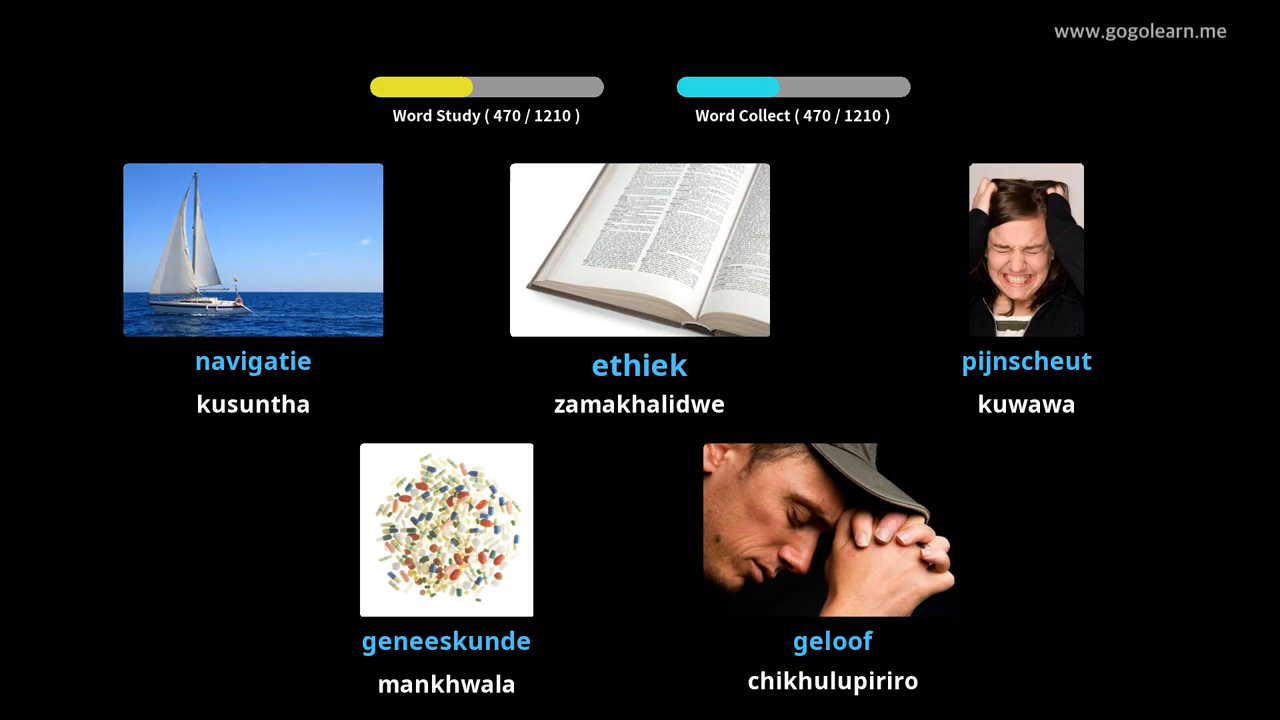 www.gogolearn.me
Word Study ( 470 / 1210 )
Word Collect ( 470 / 1210 )
navigatie
kusuntha
ethiek
zamakhalidwe
pijnscheut
kuwawa
geneeskunde
mankhwala
geloof
chikhulupiriro